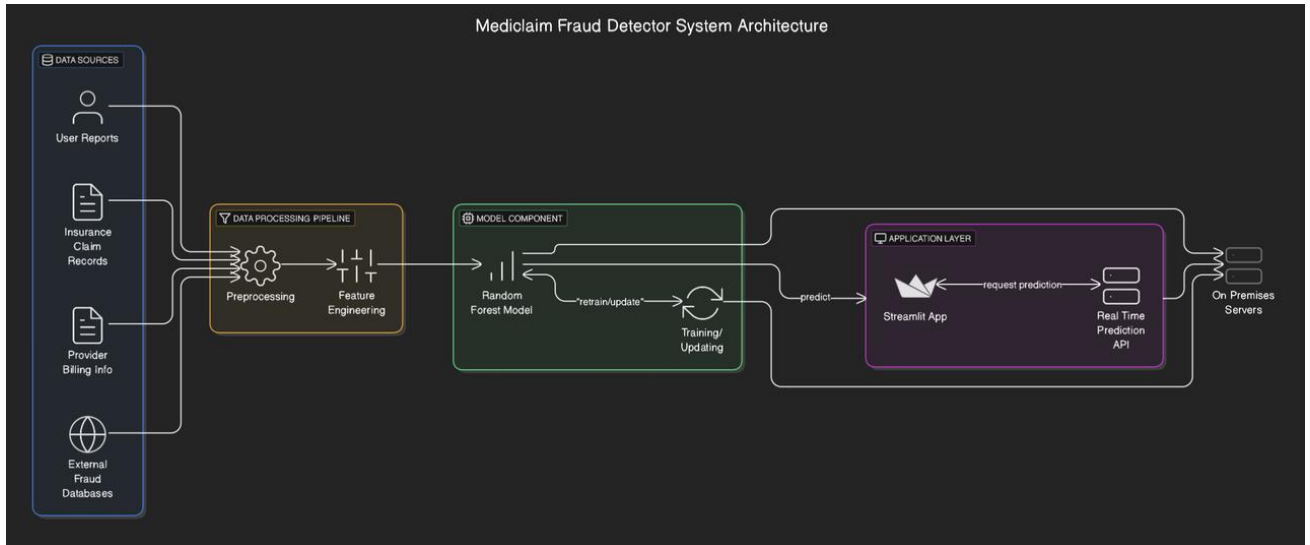 Mediclaim Fraud Detector System Architecture
DATA SOURCES
User Reports
Insurance
Claim
Records
Provider
Billing Info
External
Fraud
Databases
DATA PROCESSING PIPELINE
Preprocessing
Feature
Engineering
MODEL COMPONENT
Random
Forest Model
"retrain/update"
Training/
Updating
predict
APPLICATION LAYER
Streamlit App
request prediction
Real Time
Prediction
API
On Premises
Servers